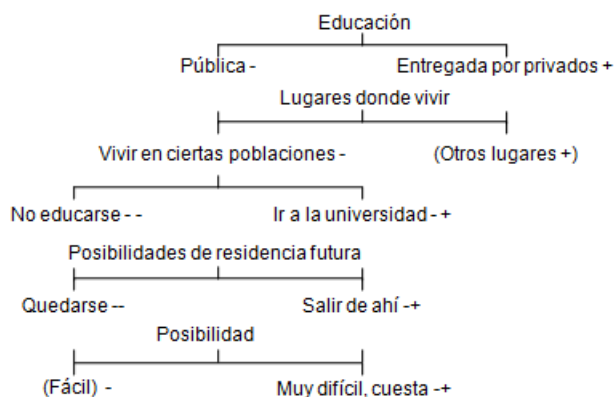 Educación
Pública - Entregada por privados +
Lugares donde vivir
Vivir en ciertas poblaciones - (Otros lugares +)
No educarse - - Ir a la universidad - +
Posibilidades de residencia futura
Quedarse -- Salir de ahí -+
Posibilidad
(Fácil) - Muy difícil, cuesta -+